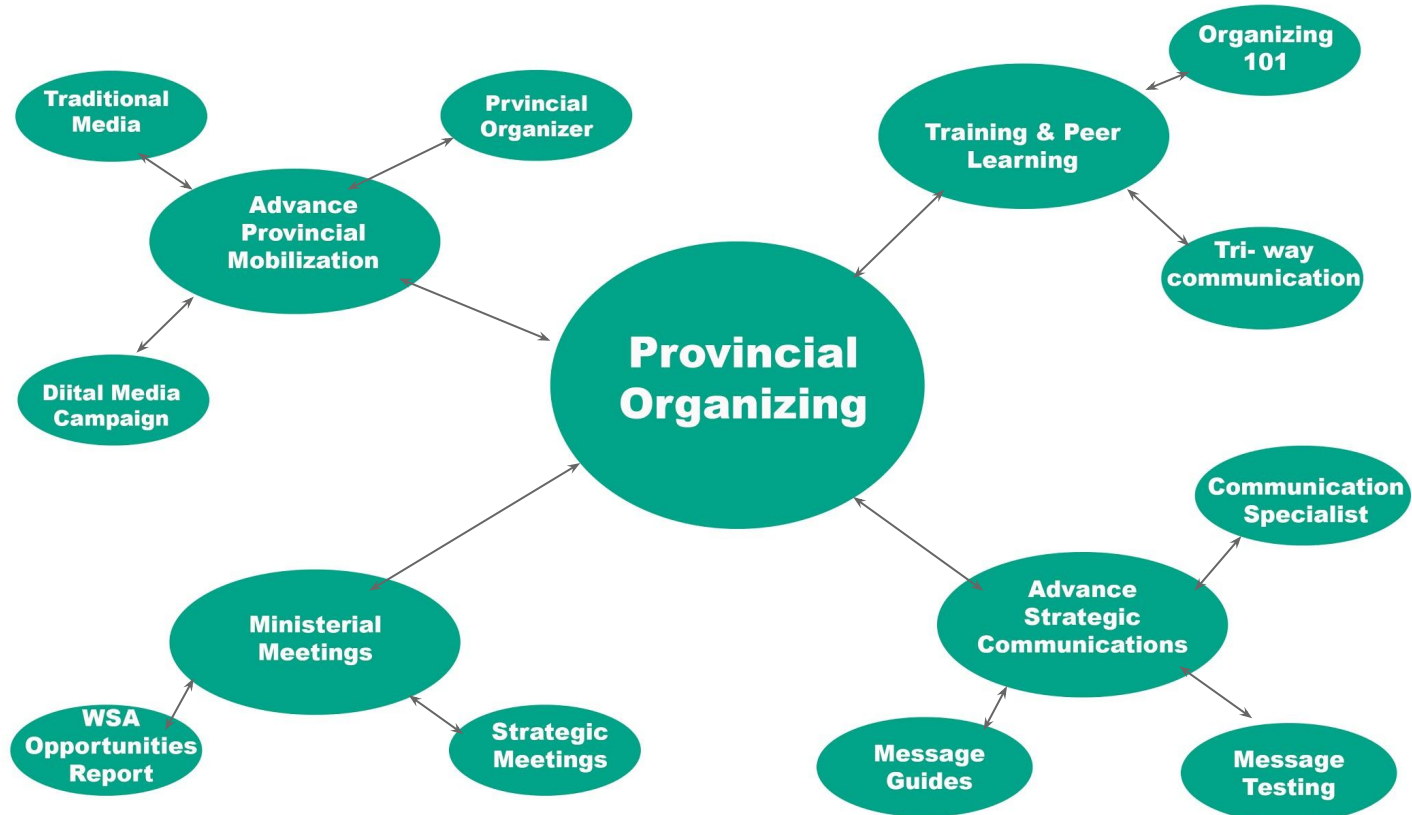 Organizing
101
Traditional
Media
Prvincial
Organizer
Training & Peer
Learning
Advance
Provincial
Mobilization
Tri- way
communication
Provincial
Organizing
Diital Media
Campaign
Communication
Specialist
Advance
Strategic
Communications
Ministerial
Meetings
WSA
Opportunities
Report
Strategic
Meetings
Message
Guides
Message
Testing